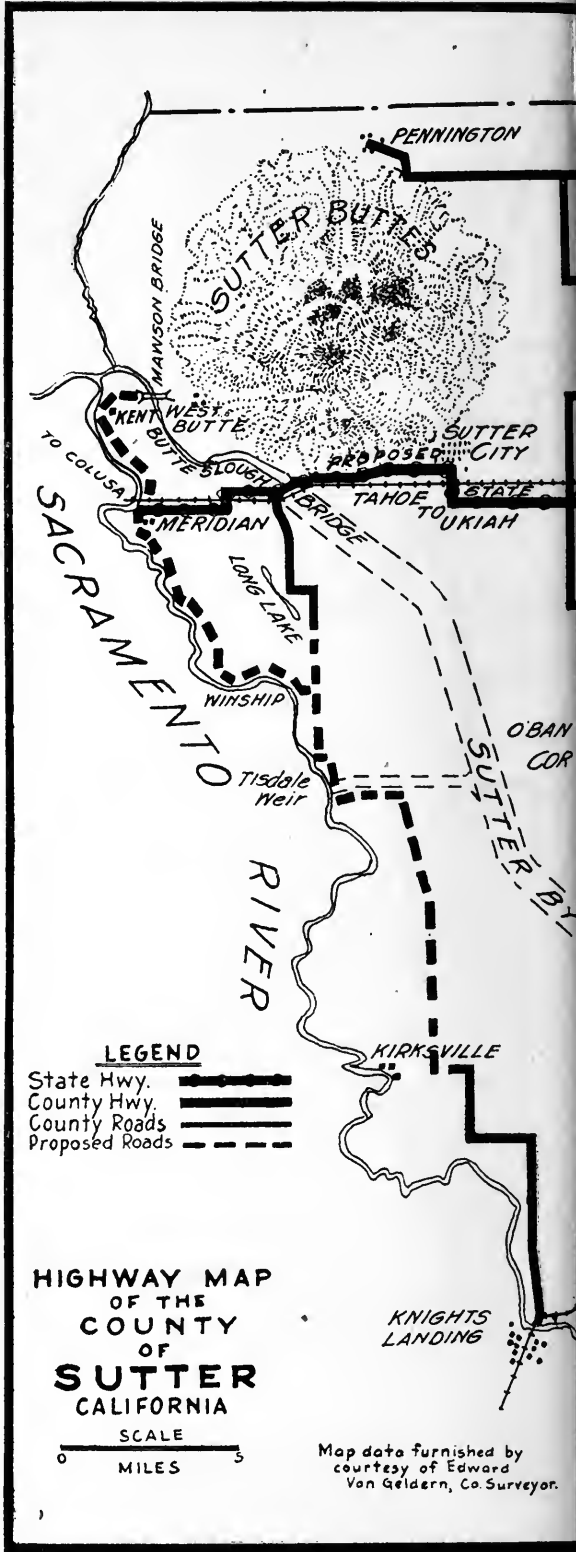 PENNINGTON
SUTTER BUTTES
MAWSON BRIDGE
KENT
WEST
BUTTE
BUTTE SLOUGH
BRIDGE
TO COLUSA
PROPOSED
SUTTER
CITY
STATE
TAHOE
TO
UKIAH
MERIDIAN
LONG LAKE
SACRAMENTO
RIVER
WINSHIP
Tisdale
Weir
O'BAN
COR
SUTTER BY
KIRKSVILLE
LEGEND
State Hwy.
County Hwy.
County Roads
Proposed Roads
HIGHWAY MAP
OF THE
COUNTY
OF
SUTTER
CALIFORNIA
SCALE
0 5
MILES
KNIGHTS
LANDING
Map data furnished by
courtesy of Edward
Von Geldern, Co. Surveyor.